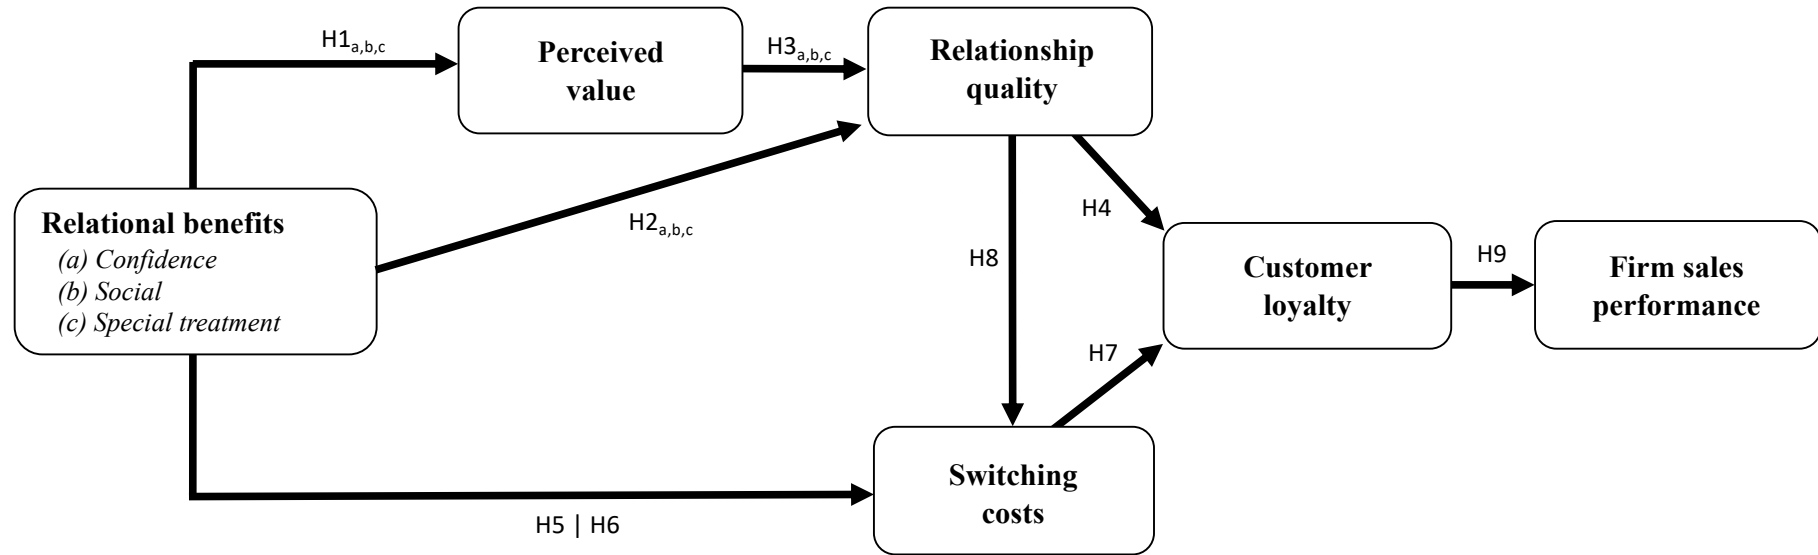 H1a,b,c
Perceived
value
H3a,b,c
Relationship
quality
Relational benefits
(a) Confidence
(b) Social
(c) Special treatment
H2a,b,c
H8
H4
Customer
loyalty
H9
Firm sales
performance
H7
Switching
costs
H5 | H6